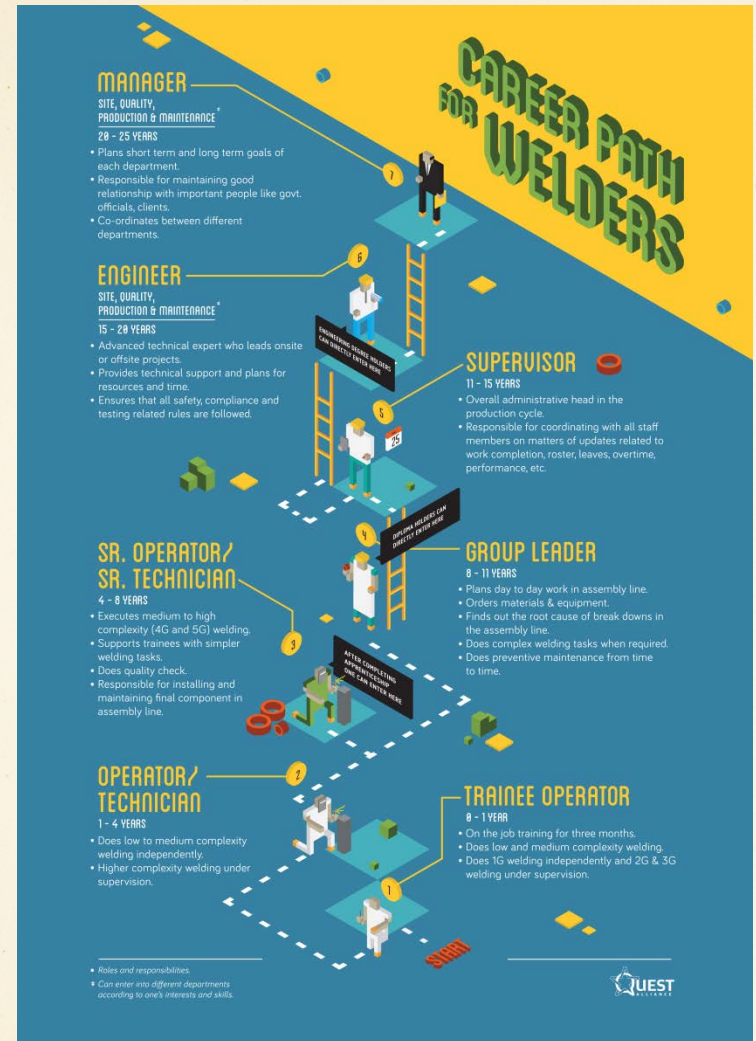 CAREER PATH
FOR WELDERS
MANAGER
SITE, QUALITY,
PRODUCTION & MAINTENANCE*
20 - 25 YEARS
• Plans short term and long term goals of
each department.
• Responsible for maintaining good
relationship with important people like govt.
officials, clients.
• Co-ordinates between different
departments.
7
ENGINEER
SITE, QUALITY,
PRODUCTION & MAINTENANCE*
15 - 20 YEARS
• Advanced technical expert who leads onsite
or offsite projects.
• Provides technical support and plans for
resources and time.
• Ensures that all safety, compliance and
testing related rules are followed.
6
ENGINEERING DEGREE HOLDERS
CAN DIRECTLY ENTER HERE
SUPERVISOR
11 - 15 YEARS
• Overall administrative head in the
production cycle.
• Responsible for coordinating with all staff
members on matters of updates related to
work completion, roster, leaves, overtime,
performance, etc.
5
25
DIPLOMA HOLDERS CAN
DIRECTLY ENTER HERE
GROUP LEADER
8 - 11 YEARS
• Plans day to day work in assembly line.
• Orders materials & equipment.
• Finds out the root cause of break downs in
the assembly line.
• Does complex welding tasks when required.
• Does preventive maintenance from time
to time.
4
SR. OPERATOR/
SR. TECHNICIAN
4 - 8 YEARS
• Executes medium to high
complexity (4G and 5G) welding.
• Supports trainees with simpler
welding tasks.
• Does quality check.
• Responsible for installing and
maintaining final component in
assembly line.
3
AFTER COMPLETING
APPRENTICESHIP
ONE CAN ENTER HERE
OPERATOR/
TECHNICIAN
1 - 4 YEARS
• Does low to medium complexity
welding independently.
• Higher complexity welding under
supervision.
2
TRAINEE OPERATOR
0 - 1 YEAR
• On the job training for three months.
• Does low and medium complexity welding.
• Does 1G welding independently and 2G & 3G
welding under supervision.
1
START
• Roles and responsibilities.
* Can enter into different departments
according to one's interests and skills.
QUEST
ALLIANCE